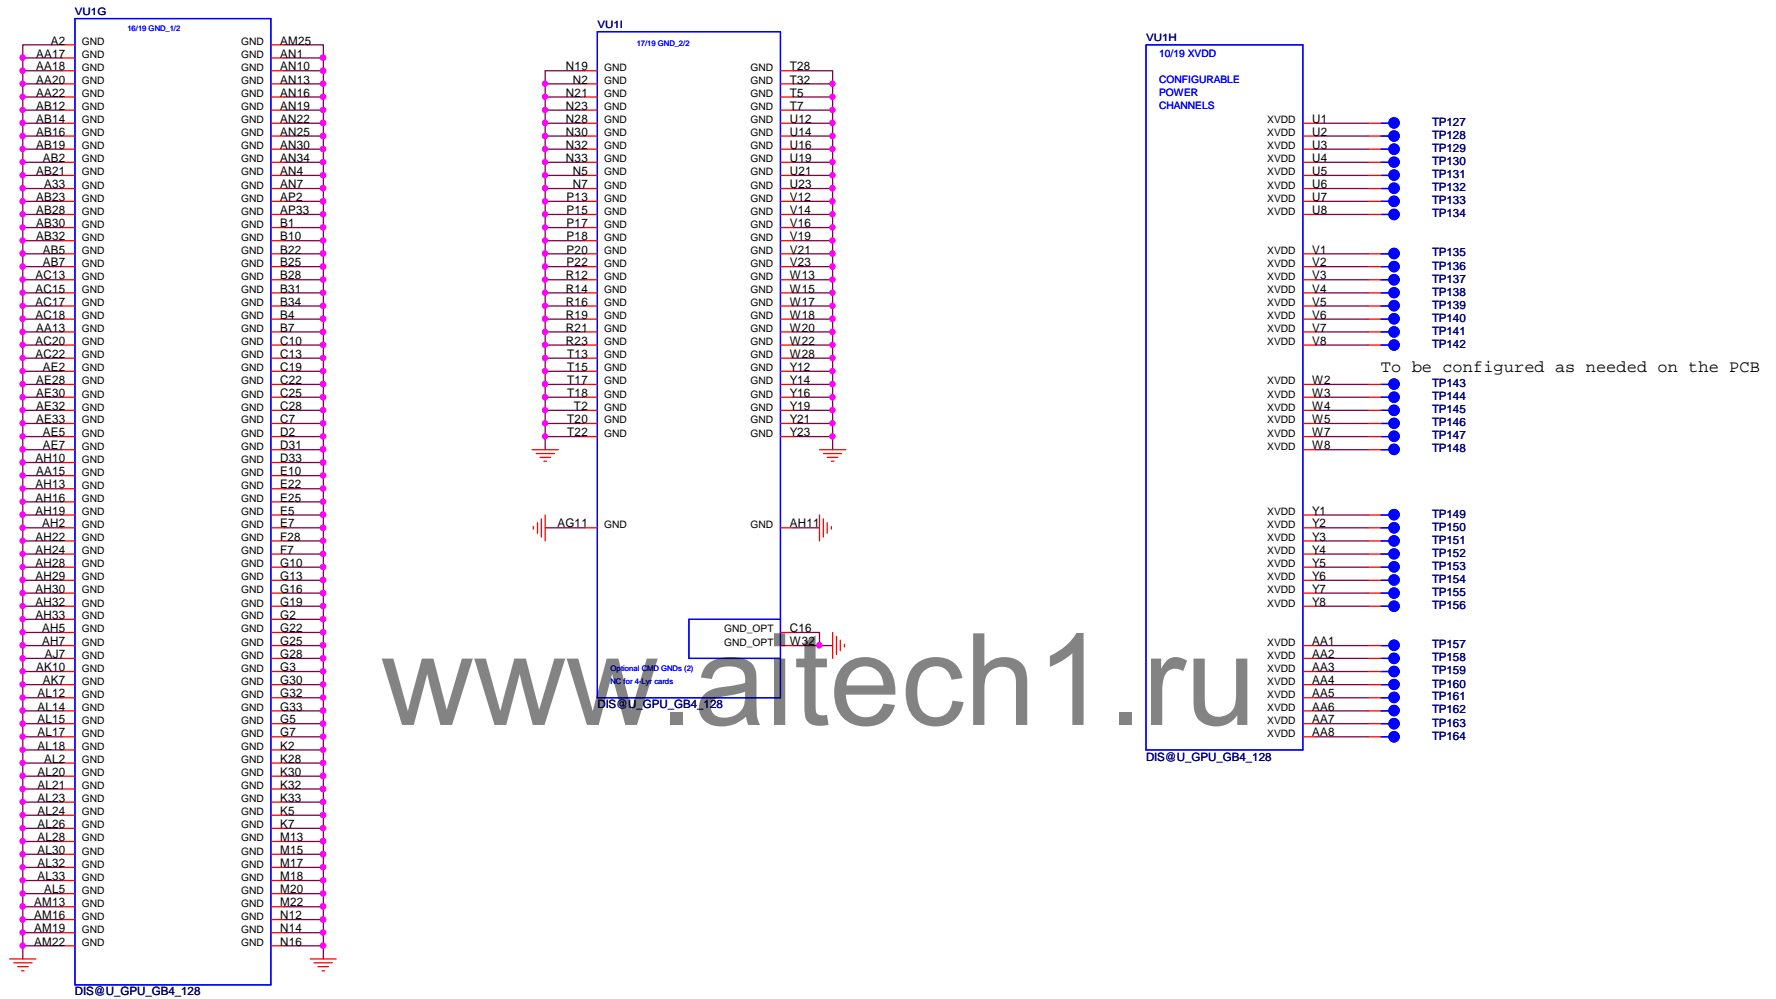 VU1G
16/19 GND_1/2
A2 GND GND AM25
AA17 GND GND AN1
AA18 GND GND AN10
AA20 GND GND AN13
AA22 GND GND AN16
AB12 GND GND AN19
AB14 GND GND AN22
AB16 GND GND AN25
AB19 GND GND AN30
AB2 GND GND AN34
AB21 GND GND AN4
A33 GND GND AN7
AB23 GND GND AP2
AB28 GND GND AP33
AB30 GND GND B1
AB32 GND GND B10
AB5 GND GND B22
AB7 GND GND B25
AC13 GND GND B28
AC15 GND GND B31
AC17 GND GND B34
AC18 GND GND B4
AA13 GND GND B7
AC20 GND GND C10
AC22 GND GND C13
AE2 GND GND C19
AE28 GND GND C22
AE30 GND GND C25
AE32 GND GND C28
AE33 GND GND C7
AE5 GND GND D2
AE7 GND GND D31
AH10 GND GND D33
AA15 GND GND E10
AH13 GND GND E22
AH16 GND GND E25
AH19 GND GND E5
AH2 GND GND E7
AH22 GND GND F28
AH24 GND GND F7
AH28 GND GND G10
AH29 GND GND G13
AH30 GND GND G16
AH32 GND GND G19
AH33 GND GND G2
AH5 GND GND G22
AH7 GND GND G25
AJ7 GND GND G28
AK10 GND GND G3
AK7 GND GND G30
AL12 GND GND G32
AL14 GND GND G33
AL15 GND GND G5
AL17 GND GND G7
AL18 GND GND K2
AL2 GND GND K28
AL20 GND GND K30
AL21 GND GND K32
AL23 GND GND K33
AL24 GND GND K5
AL26 GND GND K7
AL28 GND GND M13
AL30 GND GND M15
AL32 GND GND M17
AL33 GND GND M18
AL5 GND GND M20
AM13 GND GND M22
AM16 GND GND N12
AM19 GND GND N14
AM22 GND GND N16
DIS@U_GPU_GB4_128
VU1I
17/19 GND_2/2
N19 GND GND T28
N2 GND GND T32
N21 GND GND T5
N23 GND GND T7
N28 GND GND U12
N30 GND GND U14
N32 GND GND U16
N33 GND GND U19
N5 GND GND U21
N7 GND GND U23
P13 GND GND V12
P15 GND GND V14
P17 GND GND V16
P18 GND GND V19
P20 GND GND V21
P22 GND GND V23
R12 GND GND W13
R14 GND GND W15
R16 GND GND W17
R19 GND GND W18
R21 GND GND W20
R23 GND GND W22
T13 GND GND W28
T15 GND GND Y12
T17 GND GND Y14
T18 GND GND Y16
T2 GND GND Y19
T20 GND GND Y21
T22 GND GND Y23
AG11 GND GND AH11
GND_OPT C16
GND_OPT W32
Optional CMD GNDs (2)
NC for 4-Lyr cards
DIS@U_GPU_GB4_128
VU1H
10/19 XVDD
CONFIGURABLE
POWER
CHANNELS
XVDD U1 TP127
XVDD U2 TP128
XVDD U3 TP129
XVDD U4 TP130
XVDD U5 TP131
XVDD U6 TP132
XVDD U7 TP133
XVDD U8 TP134
XVDD V1 TP135
XVDD V2 TP136
XVDD V3 TP137
XVDD V4 TP138
XVDD V5 TP139
XVDD V6 TP140
XVDD V7 TP141
XVDD V8 TP142
To be configured as needed on the PCB
XVDD W2 TP143
XVDD W3 TP144
XVDD W4 TP145
XVDD W5 TP146
XVDD W7 TP147
XVDD W8 TP148
XVDD Y1 TP149
XVDD Y2 TP150
XVDD Y3 TP151
XVDD Y4 TP152
XVDD Y5 TP153
XVDD Y6 TP154
XVDD Y7 TP155
XVDD Y8 TP156
XVDD AA1 TP157
XVDD AA2 TP158
XVDD AA3 TP159
XVDD AA4 TP160
XVDD AA5 TP161
XVDD AA6 TP162
XVDD AA7 TP163
XVDD AA8 TP164
DIS@U_GPU_GB4_128
www.aitech1.ru